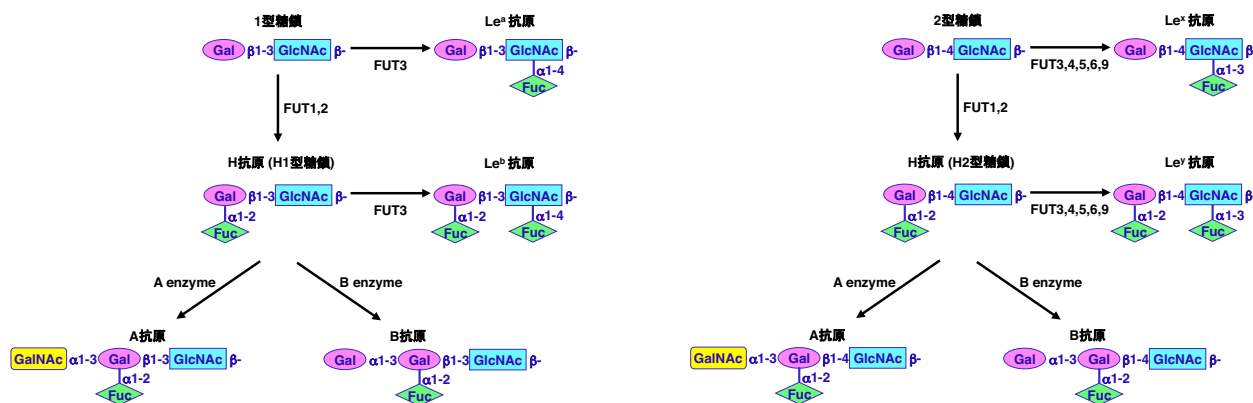 1型糖鎖
Leᵃ 抗原
Gal β1-3 GlcNAc β-
FUT3
Gal β1-3 GlcNAc β-
α1-4
Fuc
FUT1,2
H抗原 (H1型糖鎖)
Leᵇ 抗原
Gal β1-3 GlcNAc β-
α1-2
Fuc
FUT3
Gal β1-3 GlcNAc β-
α1-2 α1-4
Fuc Fuc
A enzyme
B enzyme
A抗原
B抗原
GalNAc α1-3 Gal β1-3 GlcNAc β-
α1-2
Fuc
Gal α1-3 Gal β1-3 GlcNAc β-
α1-2
Fuc
2型糖鎖
Leˣ 抗原
Gal β1-4 GlcNAc β-
FUT3,4,5,6,9
Gal β1-4 GlcNAc β
α1-3
Fuc
FUT1,2
H抗原 (H2型糖鎖)
Leʸ 抗原
Gal β1-4 GlcNAc β-
α1-2
Fuc
FUT3,4,5,6,9
Gal β1-4 GlcNAc β
α1-2 α1-3
Fuc Fuc
A enzyme
B enzyme
A抗原
B抗原
GalNAc α1-3 Gal β1-4 GlcNAc β-
α1-2
Fuc
Gal α1-3 Gal β1-4 GlcNAc β-
α1-2
Fuc